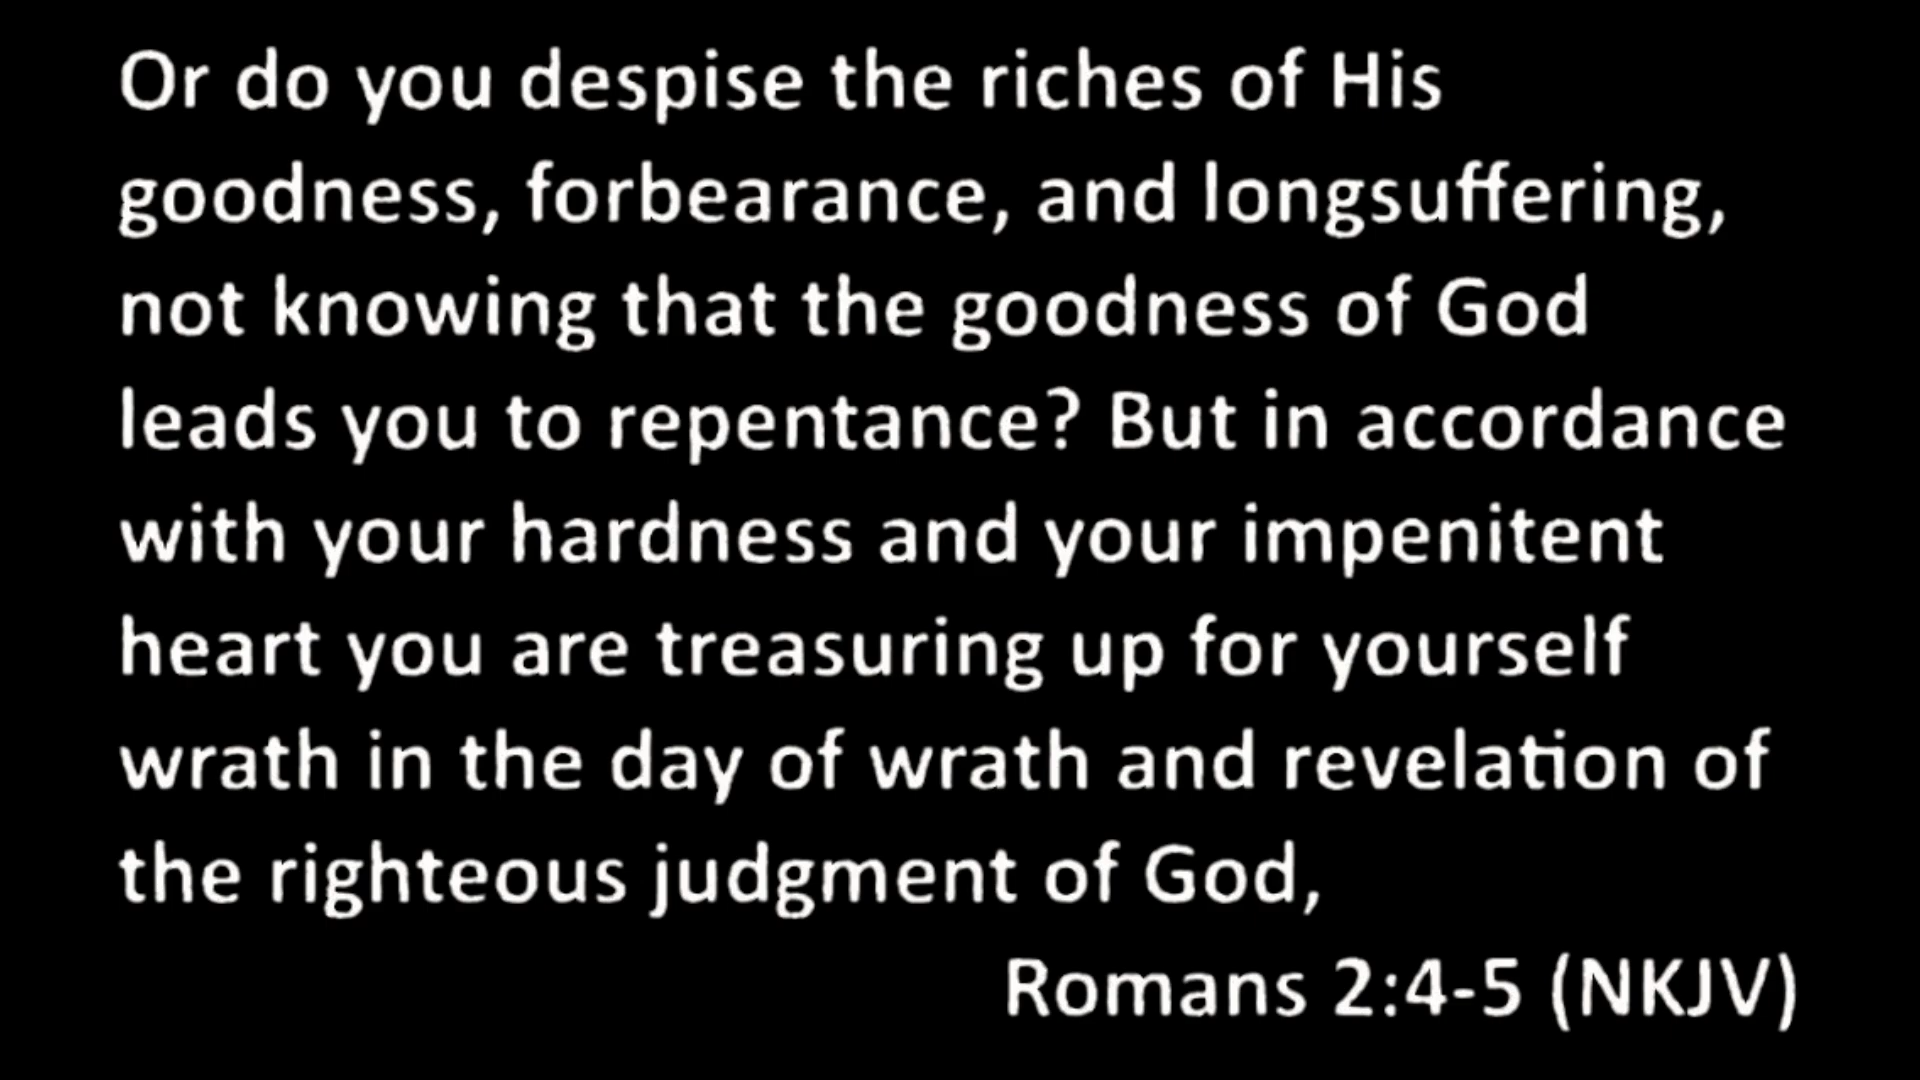 Or do you despise the riches of His
goodness, forbearance, and longsuffering,
not knowing that the goodness of God
leads you to repentance? But in accordance
with your hardness and your impenitent
heart you are treasuring up for yourself
wrath in the day of wrath and revelation of
the righteous judgment of God,
Romans 2:4-5 (NKJV)